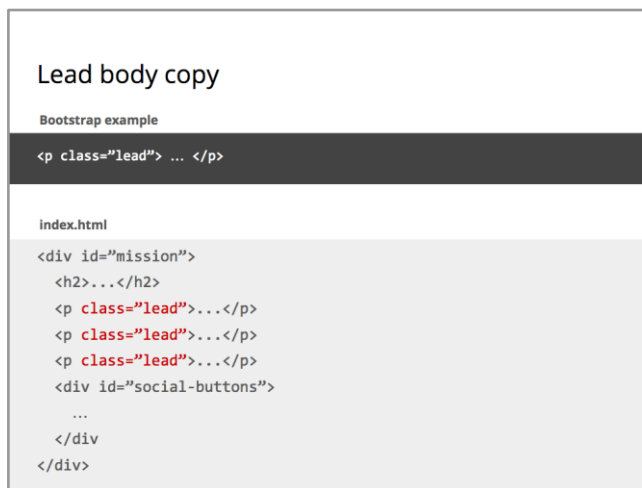 Lead body copy
Bootstrap example
<p class=”lead”> ... </p>
index.html
<div id=”mission”>
<h2>...</h2>
<p class=”lead”>...</p>
<p class=”lead”>...</p>
<p class=”lead”>...</p>
<div id=”social-buttons”>
...
</div
</div>